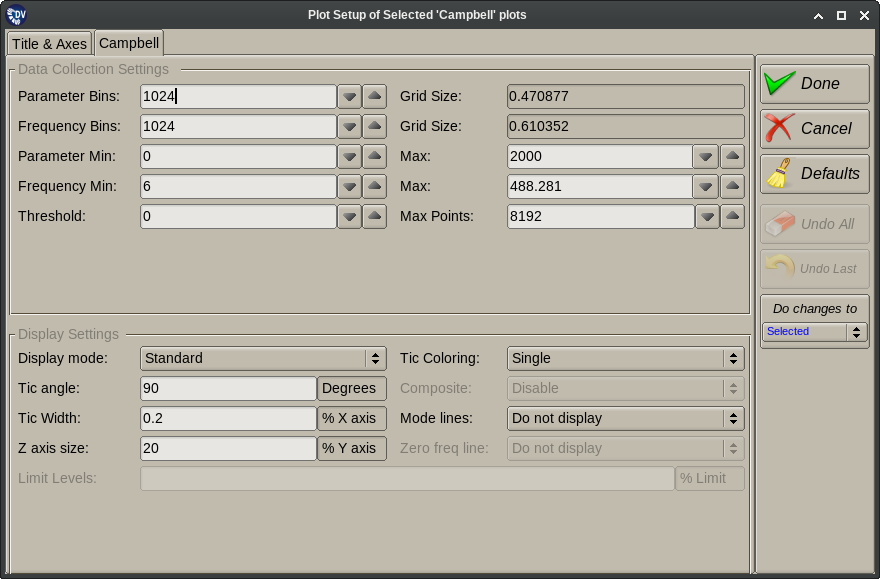 DV
Plot Setup of Selected 'Campbell' plots
Title & Axes Campbell
Data Collection Settings
Parameter Bins: 1024 Grid Size: 0.470877
Frequency Bins: 1024 Grid Size: 0.610352
Parameter Min: 0 Max: 2000
Frequency Min: 6 Max: 488.281
Threshold: 0 Max Points: 8192
Display Settings
Display mode: Standard Tic Coloring: Single
Tic angle: 90 Degrees Composite: Disable
Tic Width: 0.2 % X axis Mode lines: Do not display
Z axis size: 20 % Y axis Zero freq line: Do not display
Limit Levels: % Limit
Done
Cancel
Defaults
Undo All
Undo Last
Do changes to
Selected